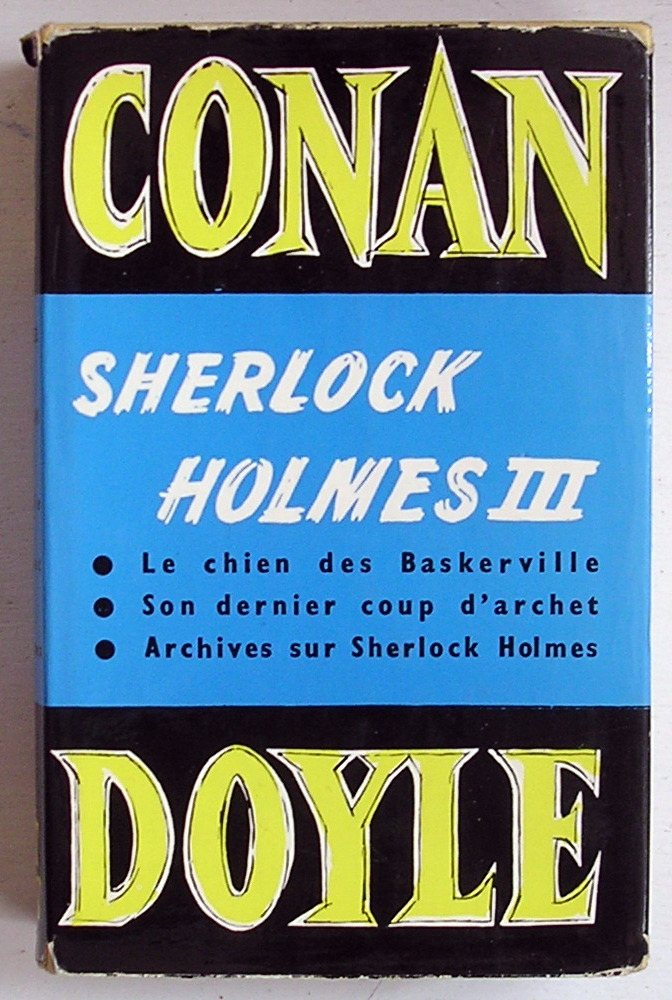 CONAN
SHERLOCK
HOLMES III
● Le chien des Baskerville
● Son dernier coup d'archet
● Archives sur Sherlock Holmes
DOYLE